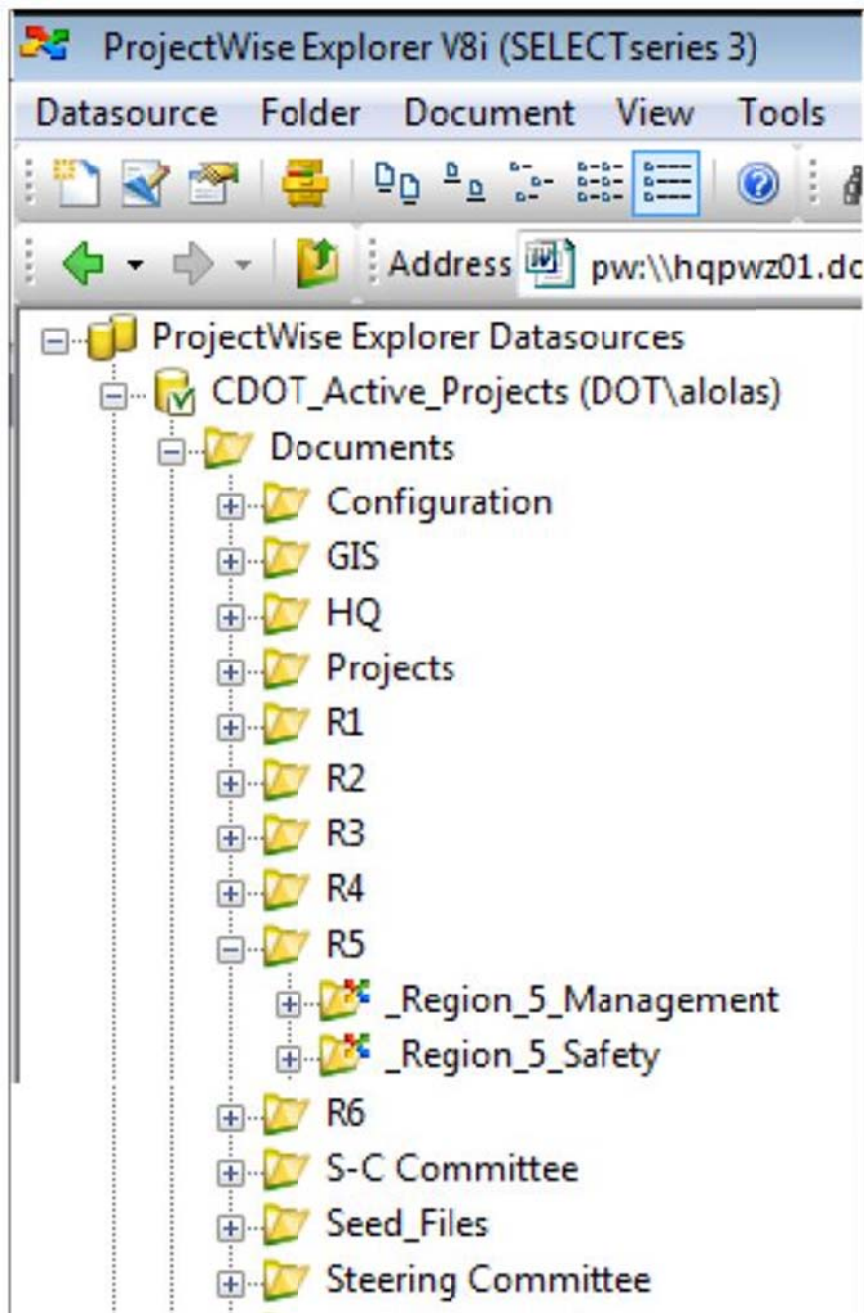 ProjectWise Explorer V8i (SELECTseries 3)
Datasource Folder Document View Tools
Address pw:\\hqpwz01.dc
ProjectWise Explorer Datasources
CDOT_Active_Projects (DOT\alolas)
Documents
Configuration
GIS
HQ
Projects
R1
R2
R3
R4
R5
_Region_5_Management
_Region_5_Safety
R6
S-C Committee
Seed_Files
Steering Committee